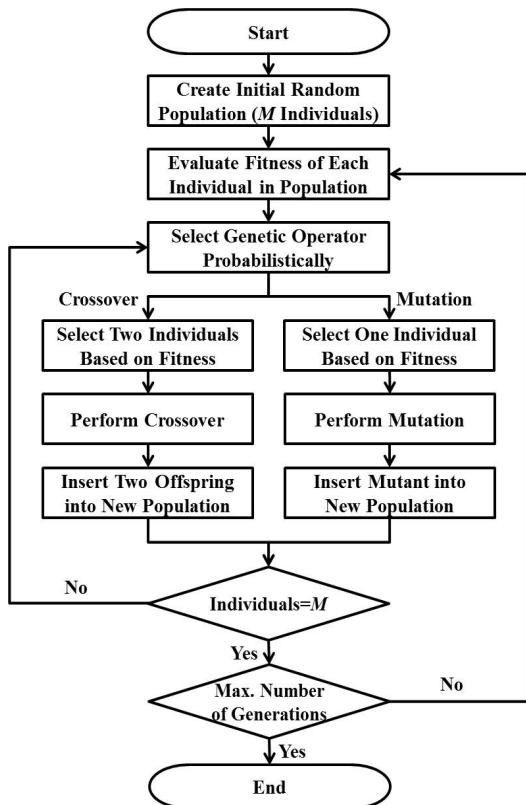 Start
Create Initial Random
Population (M Individuals)
Evaluate Fitness of Each
Individual in Population
Select Genetic Operator
Probabilistically
Crossover
Mutation
Select Two Individuals
Based on Fitness
Select One Individual
Based on Fitness
Perform Crossover
Perform Mutation
Insert Two Offspring
into New Population
Insert Mutant into
New Population
No
Individuals=M
Yes
Max. Number
of Generations
No
Yes
End